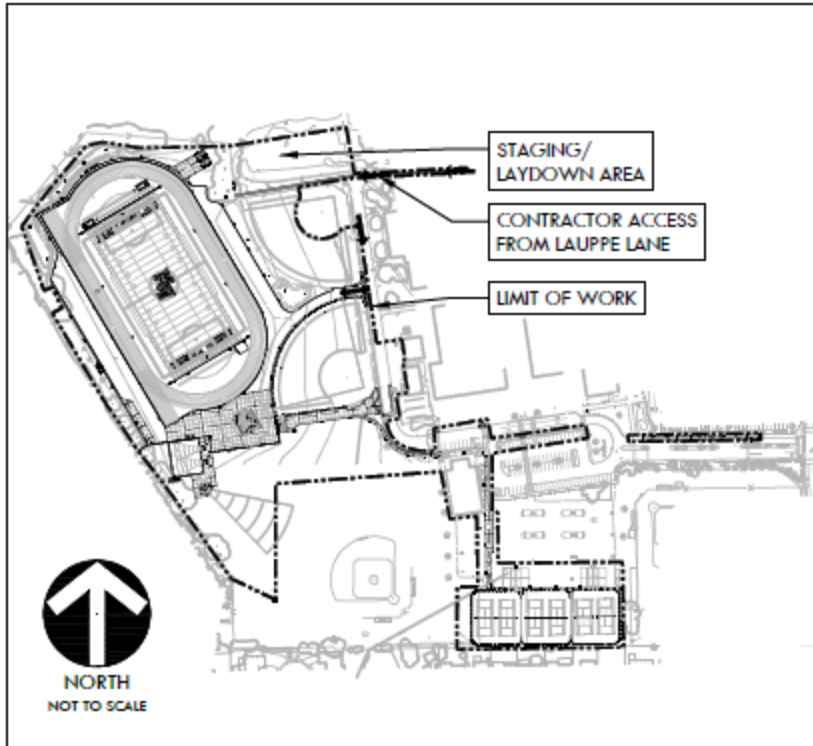 STAGING/
LAYDOWN AREA
CONTRACTOR ACCESS
FROM LAUPPE LANE
LIMIT OF WORK
NORTH
NOT TO SCALE